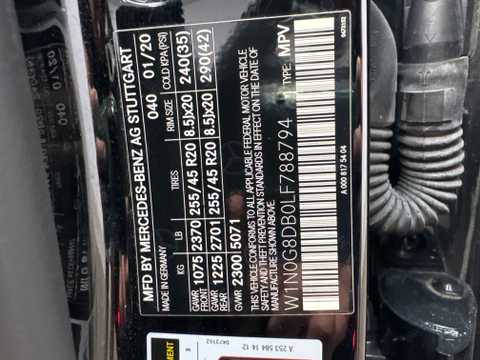 MFD BY MERCEDES-BENZ AG STUTTGART
040 01/20
KG LB TIRES RIM SIZE COLD KPA(PSI)
GAWR FRONT 1075 2370 255/45 R20 8.5Jx20 240(35)
GAWR REAR 1225 2701 255/45 R20 8.5Jx20 290(42)
GVWR 2300 5071
THIS VEHICLE CONFORMS TO ALL APPLICABLE FEDERAL MOTOR VEHICLE
SAFETY AND THEFT PREVENTION STANDARDS IN EFFECT ON THE DATE OF
MANUFACTURE SHOWN ABOVE.
W1N0G8DB0LF788794 TYPE: MPV
A 000 817 54 04
A 253 584 14 12
0473152